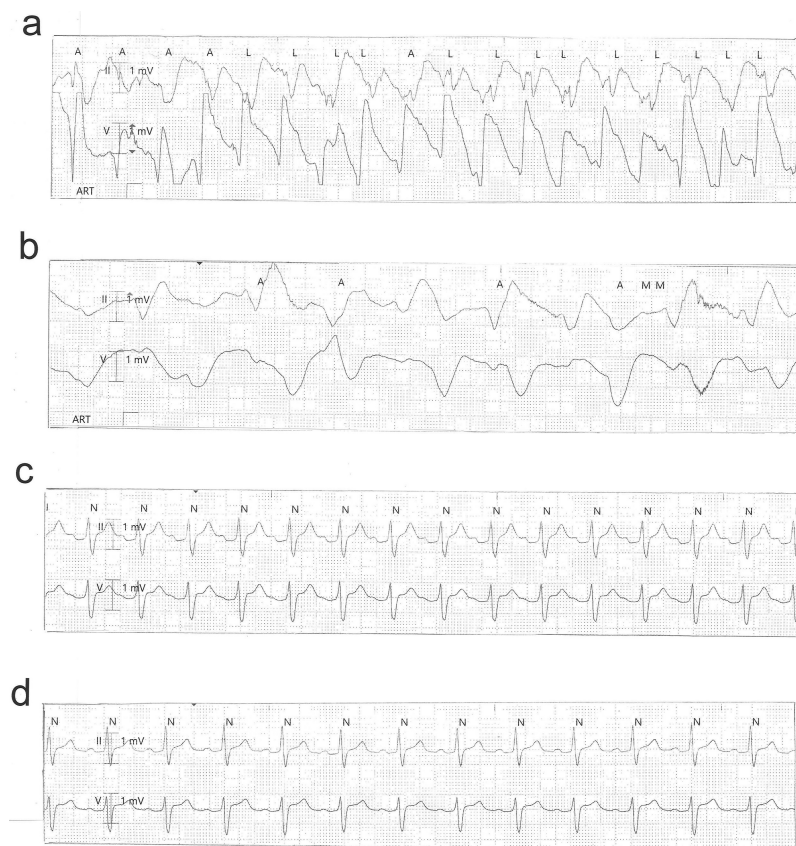 a
A A A A L L L L A L L L L L L L L
II 1 mV
V 1 mV
ART
b
A A A A M M
II 1 mV
V 1 mV
ART
c
N N N N N N N N N N N N N N
II 1 mV
V 1 mV
d
N N N N N N N N N N N N N
II 1 mV
V 1 mV